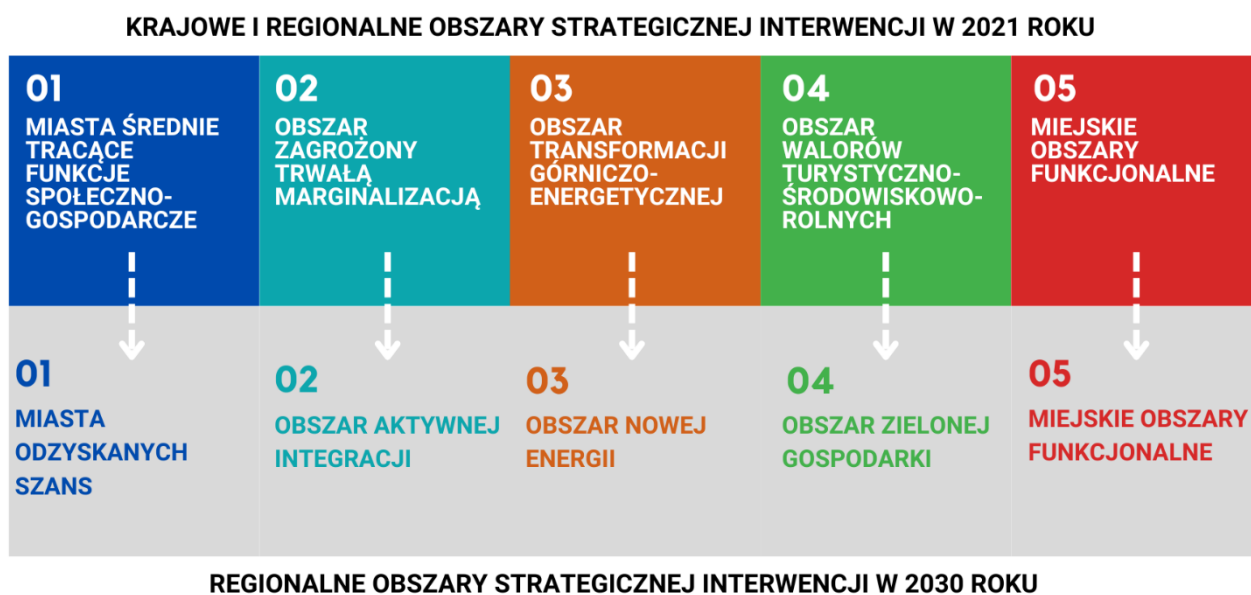 KRAJOWE I REGIONALNE OBSZARY STRATEGICZNEJ INTERWENCJI W 2021 ROKU
01
MIASTA ŚREDNIE
TRACĄCE
FUNKCJE
SPOŁECZNO-
GOSPODARCZE
02
OBSZAR
ZAGROŻONY
TRWAŁĄ
MARGINALIZACJĄ
03
OBSZAR
TRANSFORMACJI
GÓRNICZO-
ENERGETYCZNEJ
04
OBSZAR
WALORÓW
TURYSTYCZNO-
ŚRODOWISKOWO-
ROLNYCH
05
MIEJSKIE
OBSZARY
FUNKCJONALNE
01
MIASTA
ODZYSKANYCH
SZANS
02
OBSZAR AKTYWNEJ
INTEGRACJI
03
OBSZAR NOWEJ
ENERGII
04
OBSZAR ZIELONEJ
GOSPODARKI
05
MIEJSKIE OBSZARY
FUNKCJONALNE
REGIONALNE OBSZARY STRATEGICZNEJ INTERWENCJI W 2030 ROKU